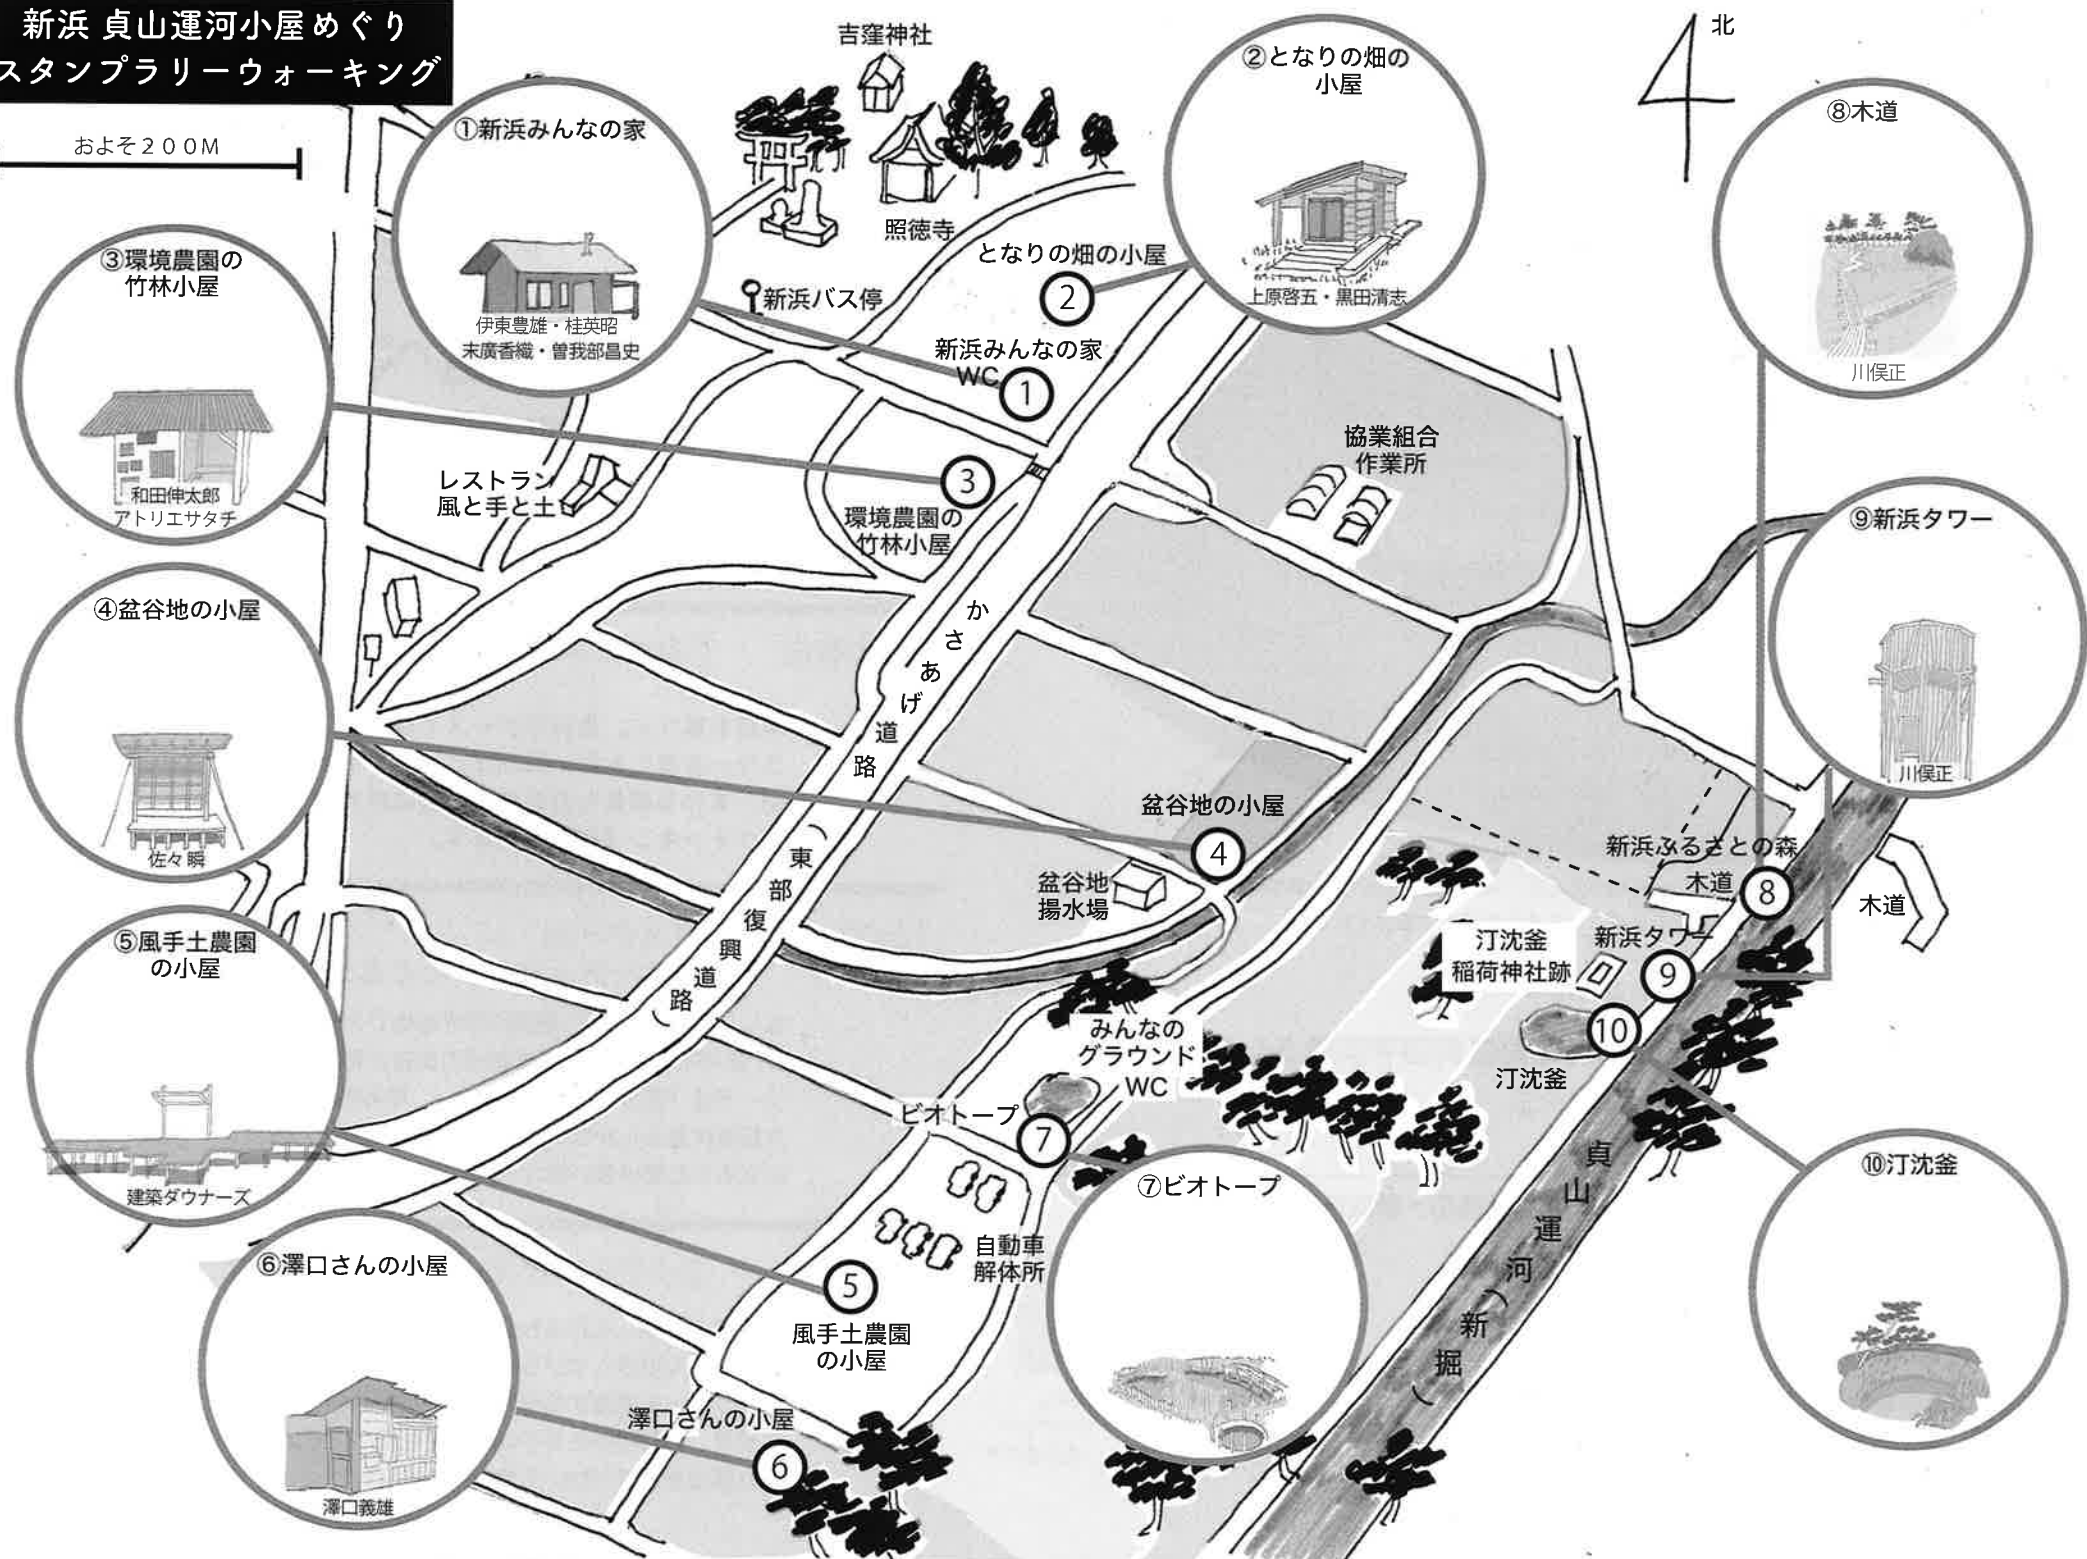 新浜 貞山運河小屋めぐり
スタンプラリーウォーキング
およそ200M
北
吉窪神社
照徳寺
①新浜みんなの家
伊東豊雄・桂英昭
末廣香織・曽我部昌史
②となりの畑の
小屋
上原啓五・黒田清志
⑧木道
川俣正
③環境農園の
竹林小屋
和田伸太郎
アトリエサタチ
となりの畑の小屋
2
新浜バス停
新浜みんなの家
WC
1
協業組合
作業所
レストラン
風と手と土
3
環境農園の
竹林小屋
⑨新浜タワー
川俣正
④盆谷地の小屋
佐々瞬
かさあげ道路
（東部復興道路）
盆谷地の小屋
4
盆谷地
揚水場
新浜ふるさとの森
木道
8
木道
汀沈釜
稲荷神社跡
新浜タワー
9
10
汀沈釜
⑤風手土農園
の小屋
建築ダウナーズ
みんなの
グラウンド
WC
ビオトープ
7
⑦ビオトープ
貞山運河（新掘）
⑩汀沈釜
自動車
解体所
5
風手土農園
の小屋
⑥澤口さんの小屋
澤口義雄
澤口さんの小屋
6